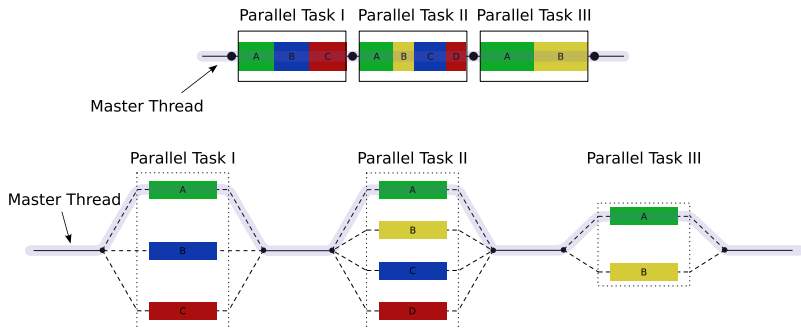 Parallel Task I Parallel Task II Parallel Task III
A B C A B C D A B
Master Thread
Parallel Task I Parallel Task II Parallel Task III
A A
Master Thread
A
B
B C B
C D